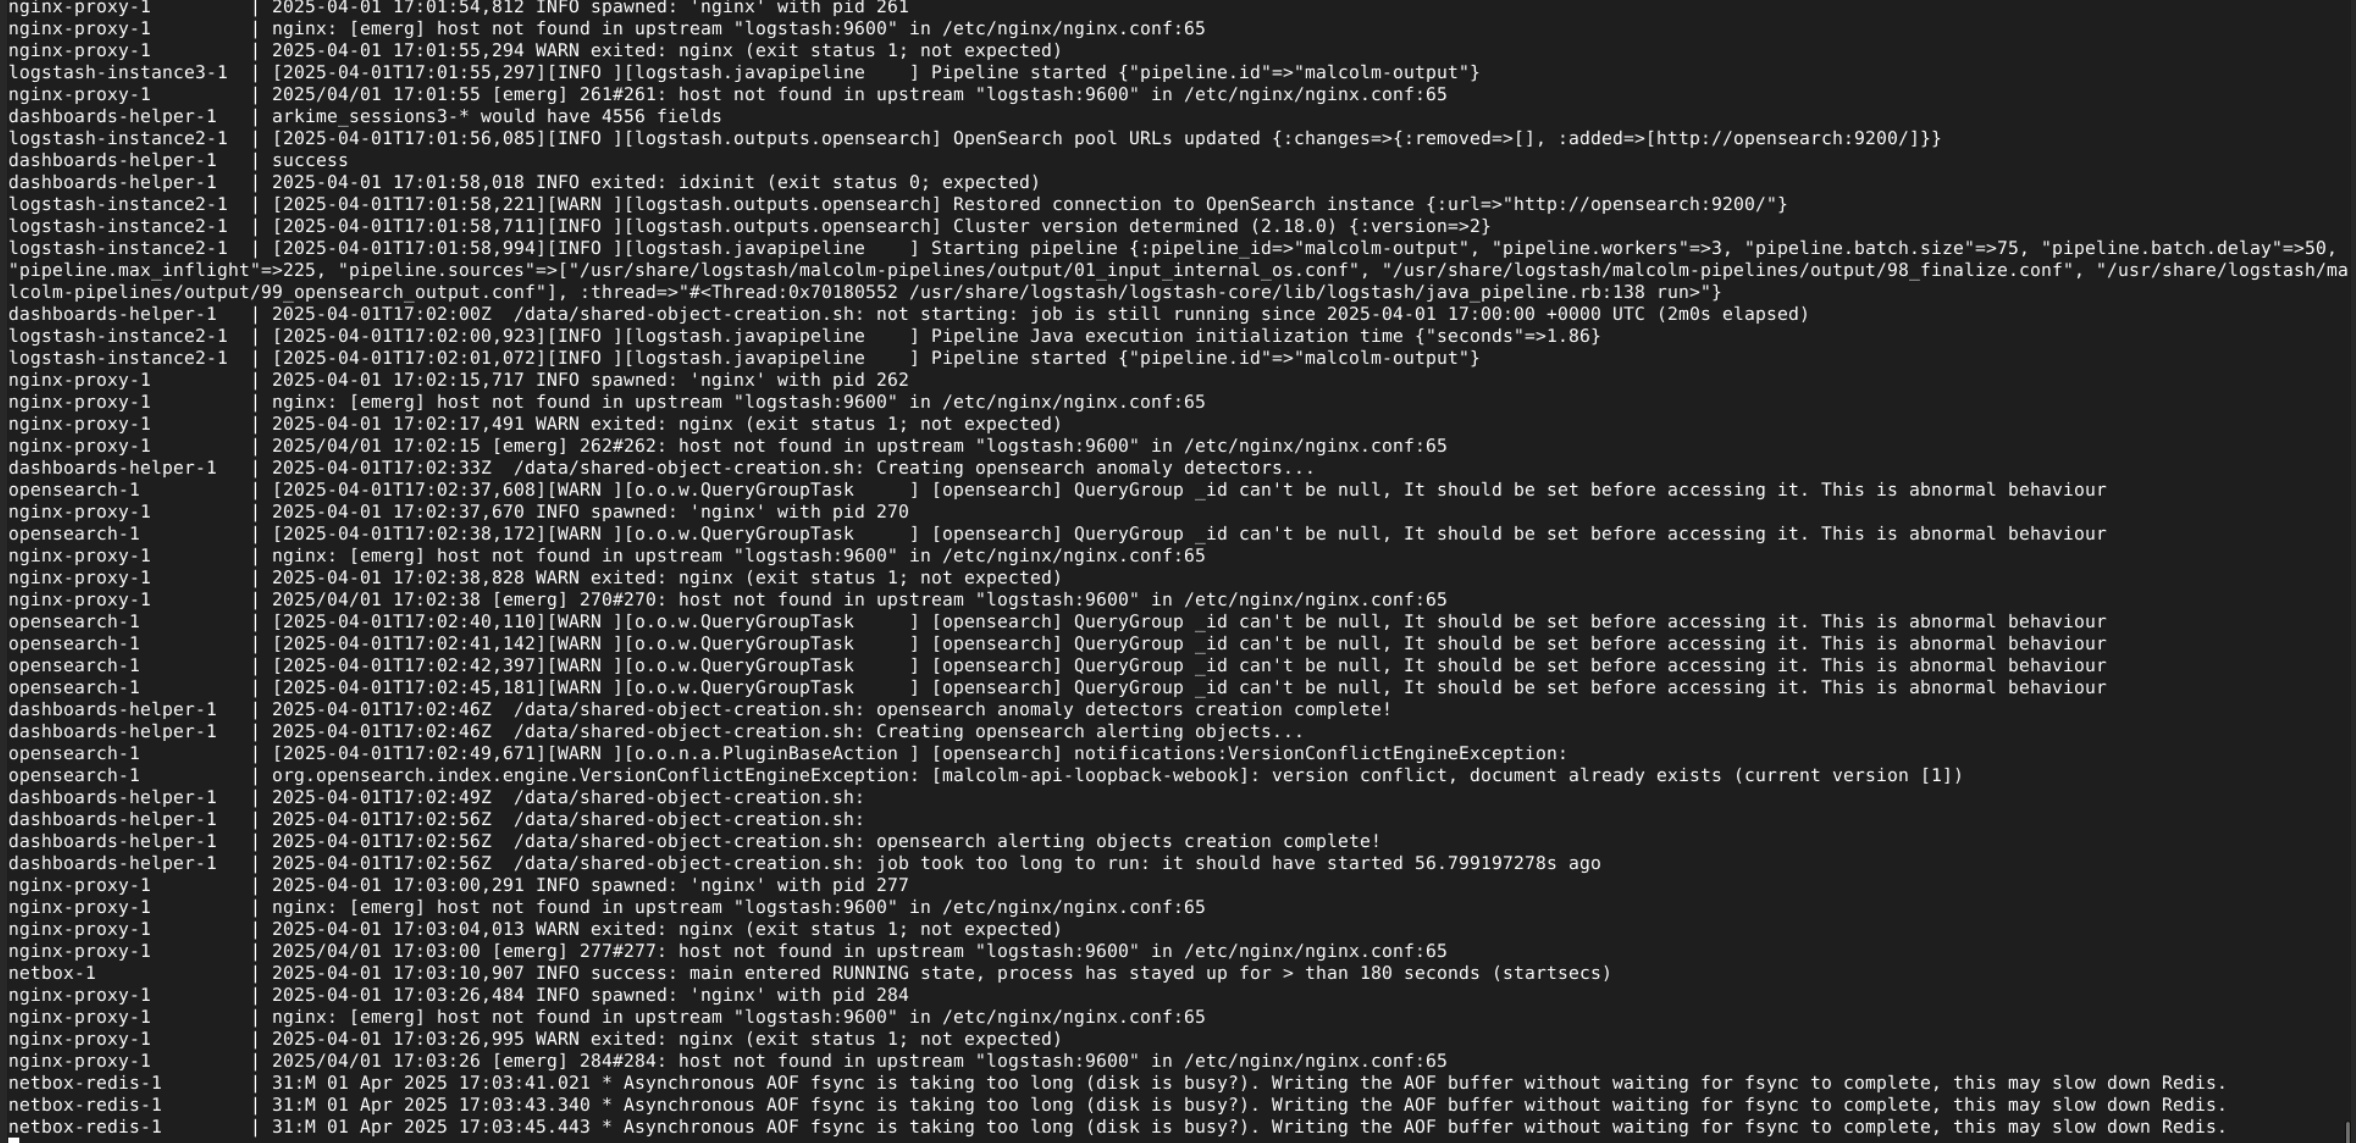 nginx-proxy-1         | 2025-04-01 17:01:54,812 INFO spawned: 'nginx' with pid 261
nginx-proxy-1         | nginx: [emerg] host not found in upstream "logstash:9600" in /etc/nginx/nginx.conf:65
nginx-proxy-1         | 2025-04-01 17:01:55,294 WARN exited: nginx (exit status 1; not expected)
logstash-instance3-1  | [2025-04-01T17:01:55,297][INFO ][logstash.javapipeline    ] Pipeline started {"pipeline.id"=>"malcolm-output"}
nginx-proxy-1         | 2025/04/01 17:01:55 [emerg] 261#261: host not found in upstream "logstash:9600" in /etc/nginx/nginx.conf:65
dashboards-helper-1   | arkime_sessions3-* would have 4556 fields
logstash-instance2-1  | [2025-04-01T17:01:56,085][INFO ][logstash.outputs.opensearch] OpenSearch pool URLs updated {:changes=>{:removed=>[], :added=>[http://opensearch:9200/]}}
dashboards-helper-1   | success
dashboards-helper-1   | 2025-04-01 17:01:58,018 INFO exited: idxinit (exit status 0; expected)
logstash-instance2-1  | [2025-04-01T17:01:58,221][WARN ][logstash.outputs.opensearch] Restored connection to OpenSearch instance {:url=>"http://opensearch:9200/"}
logstash-instance2-1  | [2025-04-01T17:01:58,711][INFO ][logstash.outputs.opensearch] Cluster version determined (2.18.0) {:version=>2}
logstash-instance2-1  | [2025-04-01T17:01:58,994][INFO ][logstash.javapipeline    ] Starting pipeline {:pipeline_id=>"malcolm-output", "pipeline.workers"=>3, "pipeline.batch.size"=>75, "pipeline.batch.delay"=>50,
"pipeline.max_inflight"=>225, "pipeline.sources"=>["/usr/share/logstash/malcolm-pipelines/output/01_input_internal_os.conf", "/usr/share/logstash/malcolm-pipelines/output/98_finalize.conf", "/usr/share/logstash/ma
lcolm-pipelines/output/99_opensearch_output.conf"], :thread=>"#<Thread:0x70180552 /usr/share/logstash/logstash-core/lib/logstash/java_pipeline.rb:138 run>"}
dashboards-helper-1   | 2025-04-01T17:02:00Z  /data/shared-object-creation.sh: not starting: job is still running since 2025-04-01 17:00:00 +0000 UTC (2m0s elapsed)
logstash-instance2-1  | [2025-04-01T17:02:00,923][INFO ][logstash.javapipeline    ] Pipeline Java execution initialization time {"seconds"=>1.86}
logstash-instance2-1  | [2025-04-01T17:02:01,072][INFO ][logstash.javapipeline    ] Pipeline started {"pipeline.id"=>"malcolm-output"}
nginx-proxy-1         | 2025-04-01 17:02:15,717 INFO spawned: 'nginx' with pid 262
nginx-proxy-1         | nginx: [emerg] host not found in upstream "logstash:9600" in /etc/nginx/nginx.conf:65
nginx-proxy-1         | 2025-04-01 17:02:17,491 WARN exited: nginx (exit status 1; not expected)
nginx-proxy-1         | 2025/04/01 17:02:15 [emerg] 262#262: host not found in upstream "logstash:9600" in /etc/nginx/nginx.conf:65
dashboards-helper-1   | 2025-04-01T17:02:33Z  /data/shared-object-creation.sh: Creating opensearch anomaly detectors...
opensearch-1          | [2025-04-01T17:02:37,608][WARN ][o.o.w.QueryGroupTask     ] [opensearch] QueryGroup _id can't be null, It should be set before accessing it. This is abnormal behaviour
nginx-proxy-1         | 2025-04-01 17:02:37,670 INFO spawned: 'nginx' with pid 270
opensearch-1          | [2025-04-01T17:02:38,172][WARN ][o.o.w.QueryGroupTask     ] [opensearch] QueryGroup _id can't be null, It should be set before accessing it. This is abnormal behaviour
nginx-proxy-1         | nginx: [emerg] host not found in upstream "logstash:9600" in /etc/nginx/nginx.conf:65
nginx-proxy-1         | 2025-04-01 17:02:38,828 WARN exited: nginx (exit status 1; not expected)
nginx-proxy-1         | 2025/04/01 17:02:38 [emerg] 270#270: host not found in upstream "logstash:9600" in /etc/nginx/nginx.conf:65
opensearch-1          | [2025-04-01T17:02:40,110][WARN ][o.o.w.QueryGroupTask     ] [opensearch] QueryGroup _id can't be null, It should be set before accessing it. This is abnormal behaviour
opensearch-1          | [2025-04-01T17:02:41,142][WARN ][o.o.w.QueryGroupTask     ] [opensearch] QueryGroup _id can't be null, It should be set before accessing it. This is abnormal behaviour
opensearch-1          | [2025-04-01T17:02:42,397][WARN ][o.o.w.QueryGroupTask     ] [opensearch] QueryGroup _id can't be null, It should be set before accessing it. This is abnormal behaviour
opensearch-1          | [2025-04-01T17:02:45,181][WARN ][o.o.w.QueryGroupTask     ] [opensearch] QueryGroup _id can't be null, It should be set before accessing it. This is abnormal behaviour
dashboards-helper-1   | 2025-04-01T17:02:46Z  /data/shared-object-creation.sh: opensearch anomaly detectors creation complete!
dashboards-helper-1   | 2025-04-01T17:02:46Z  /data/shared-object-creation.sh: Creating opensearch alerting objects...
opensearch-1          | [2025-04-01T17:02:49,671][WARN ][o.o.n.a.PluginBaseAction ] [opensearch] notifications:VersionConflictEngineException:
opensearch-1          | org.opensearch.index.engine.VersionConflictEngineException: [malcolm-api-loopback-webook]: version conflict, document already exists (current version [1])
dashboards-helper-1   | 2025-04-01T17:02:49Z  /data/shared-object-creation.sh:
dashboards-helper-1   | 2025-04-01T17:02:56Z  /data/shared-object-creation.sh:
dashboards-helper-1   | 2025-04-01T17:02:56Z  /data/shared-object-creation.sh: opensearch alerting objects creation complete!
dashboards-helper-1   | 2025-04-01T17:02:56Z  /data/shared-object-creation.sh: job took too long to run: it should have started 56.799197278s ago
nginx-proxy-1         | 2025-04-01 17:03:00,291 INFO spawned: 'nginx' with pid 277
nginx-proxy-1         | nginx: [emerg] host not found in upstream "logstash:9600" in /etc/nginx/nginx.conf:65
nginx-proxy-1         | 2025-04-01 17:03:04,013 WARN exited: nginx (exit status 1; not expected)
nginx-proxy-1         | 2025/04/01 17:03:00 [emerg] 277#277: host not found in upstream "logstash:9600" in /etc/nginx/nginx.conf:65
netbox-1              | 2025-04-01 17:03:10,907 INFO success: main entered RUNNING state, process has stayed up for > than 180 seconds (startsecs)
nginx-proxy-1         | 2025-04-01 17:03:26,484 INFO spawned: 'nginx' with pid 284
nginx-proxy-1         | nginx: [emerg] host not found in upstream "logstash:9600" in /etc/nginx/nginx.conf:65
nginx-proxy-1         | 2025-04-01 17:03:26,995 WARN exited: nginx (exit status 1; not expected)
nginx-proxy-1         | 2025/04/01 17:03:26 [emerg] 284#284: host not found in upstream "logstash:9600" in /etc/nginx/nginx.conf:65
netbox-redis-1        | 31:M 01 Apr 2025 17:03:41.021 * Asynchronous AOF fsync is taking too long (disk is busy?). Writing the AOF buffer without waiting for fsync to complete, this may slow down Redis.
netbox-redis-1        | 31:M 01 Apr 2025 17:03:43.340 * Asynchronous AOF fsync is taking too long (disk is busy?). Writing the AOF buffer without waiting for fsync to complete, this may slow down Redis.
netbox-redis-1        | 31:M 01 Apr 2025 17:03:45.443 * Asynchronous AOF fsync is taking too long (disk is busy?). Writing the AOF buffer without waiting for fsync to complete, this may slow down Redis.